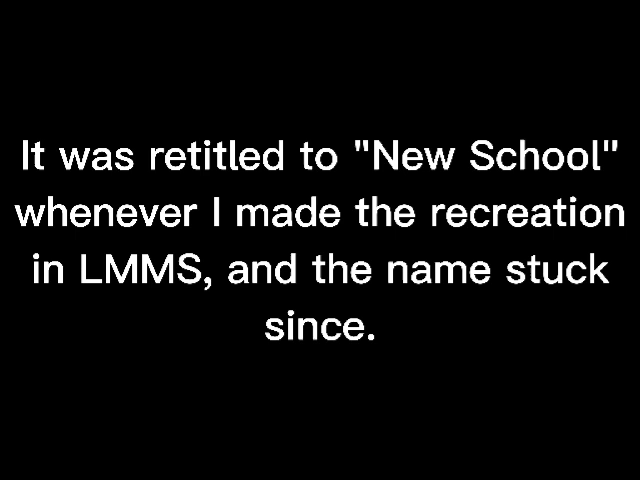 It was retitled to "New School"
whenever I made the recreation
in LMMS, and the name stuck
since.